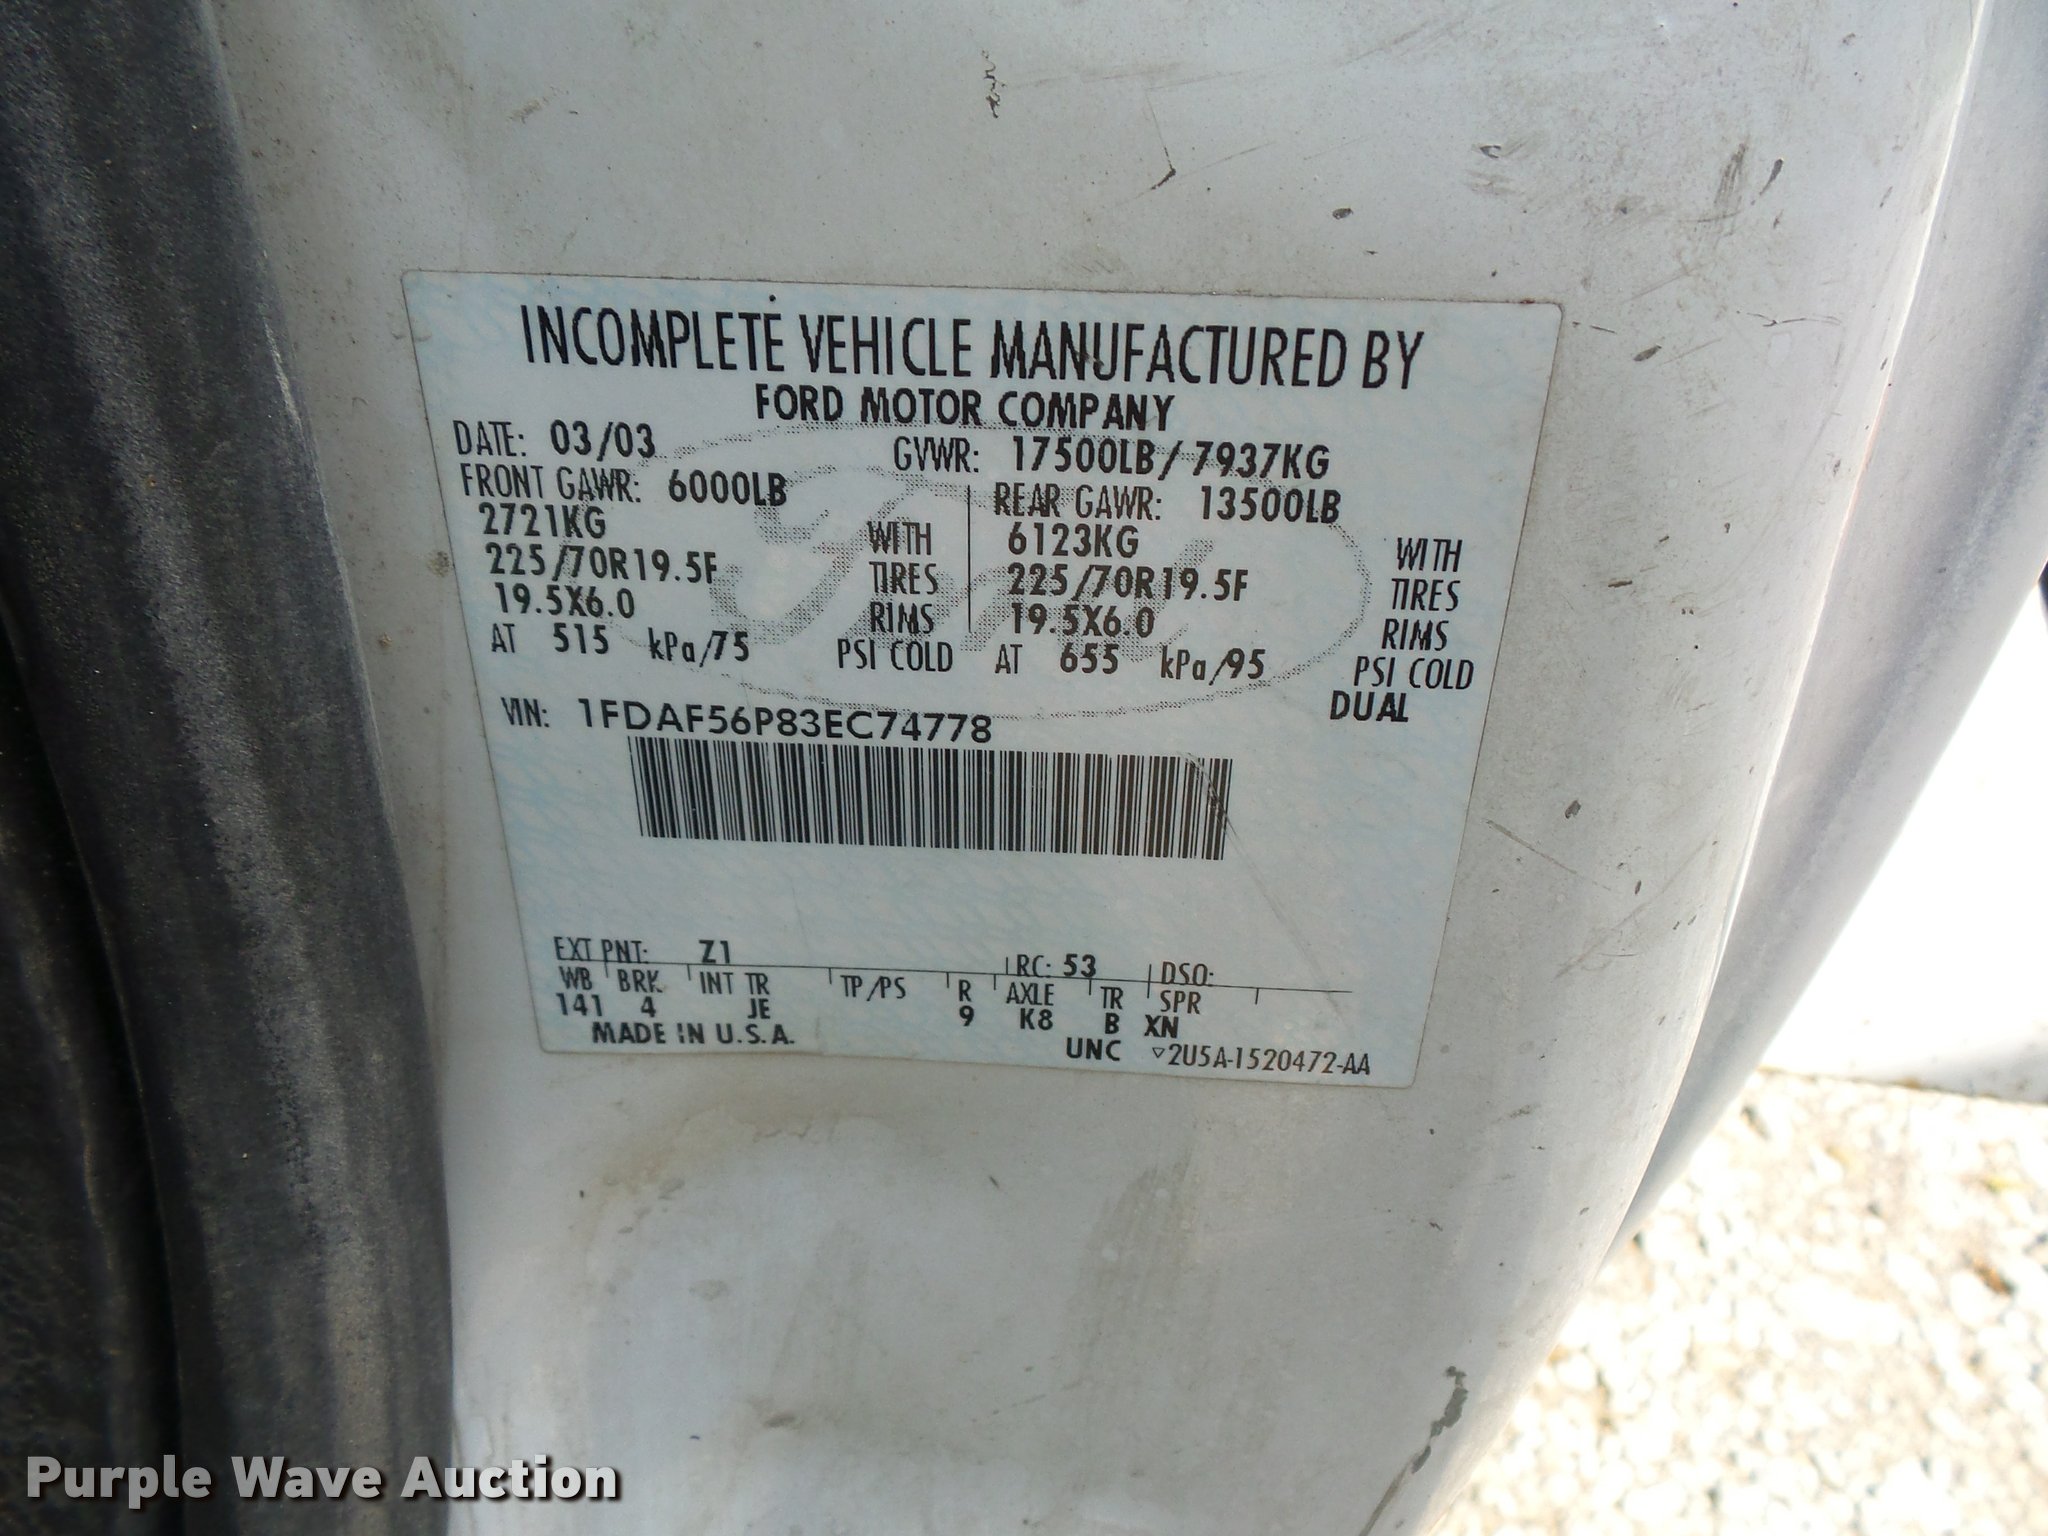 INCOMPLETE VEHICLE MANUFACTURED BY
FORD MOTOR COMPANY
DATE: 03/03 GVWR: 17500LB/7937KG
FRONT GAWR: 6000LB REAR GAWR: 13500LB
2721KG WITH 6123KG WITH
225/70R19.5F TIRES 225/70R19.5F TIRES
19.5X6.0 RIMS 19.5X6.0 RIMS
AT 515 kPa/75 PSI COLD AT 655 kPa/95 PSI COLD
VIN: 1FDAF56P83EC74778 DUAL
EXT PNT: Z1 RC: 53 DSO:
WB BRK INT TR TP/PS R AXLE TR SPR
141 4 JE 9 K8 B XN
MADE IN U.S.A. UNC ▽2U5A-1520472-AA
Ford
Purple Wave Auction